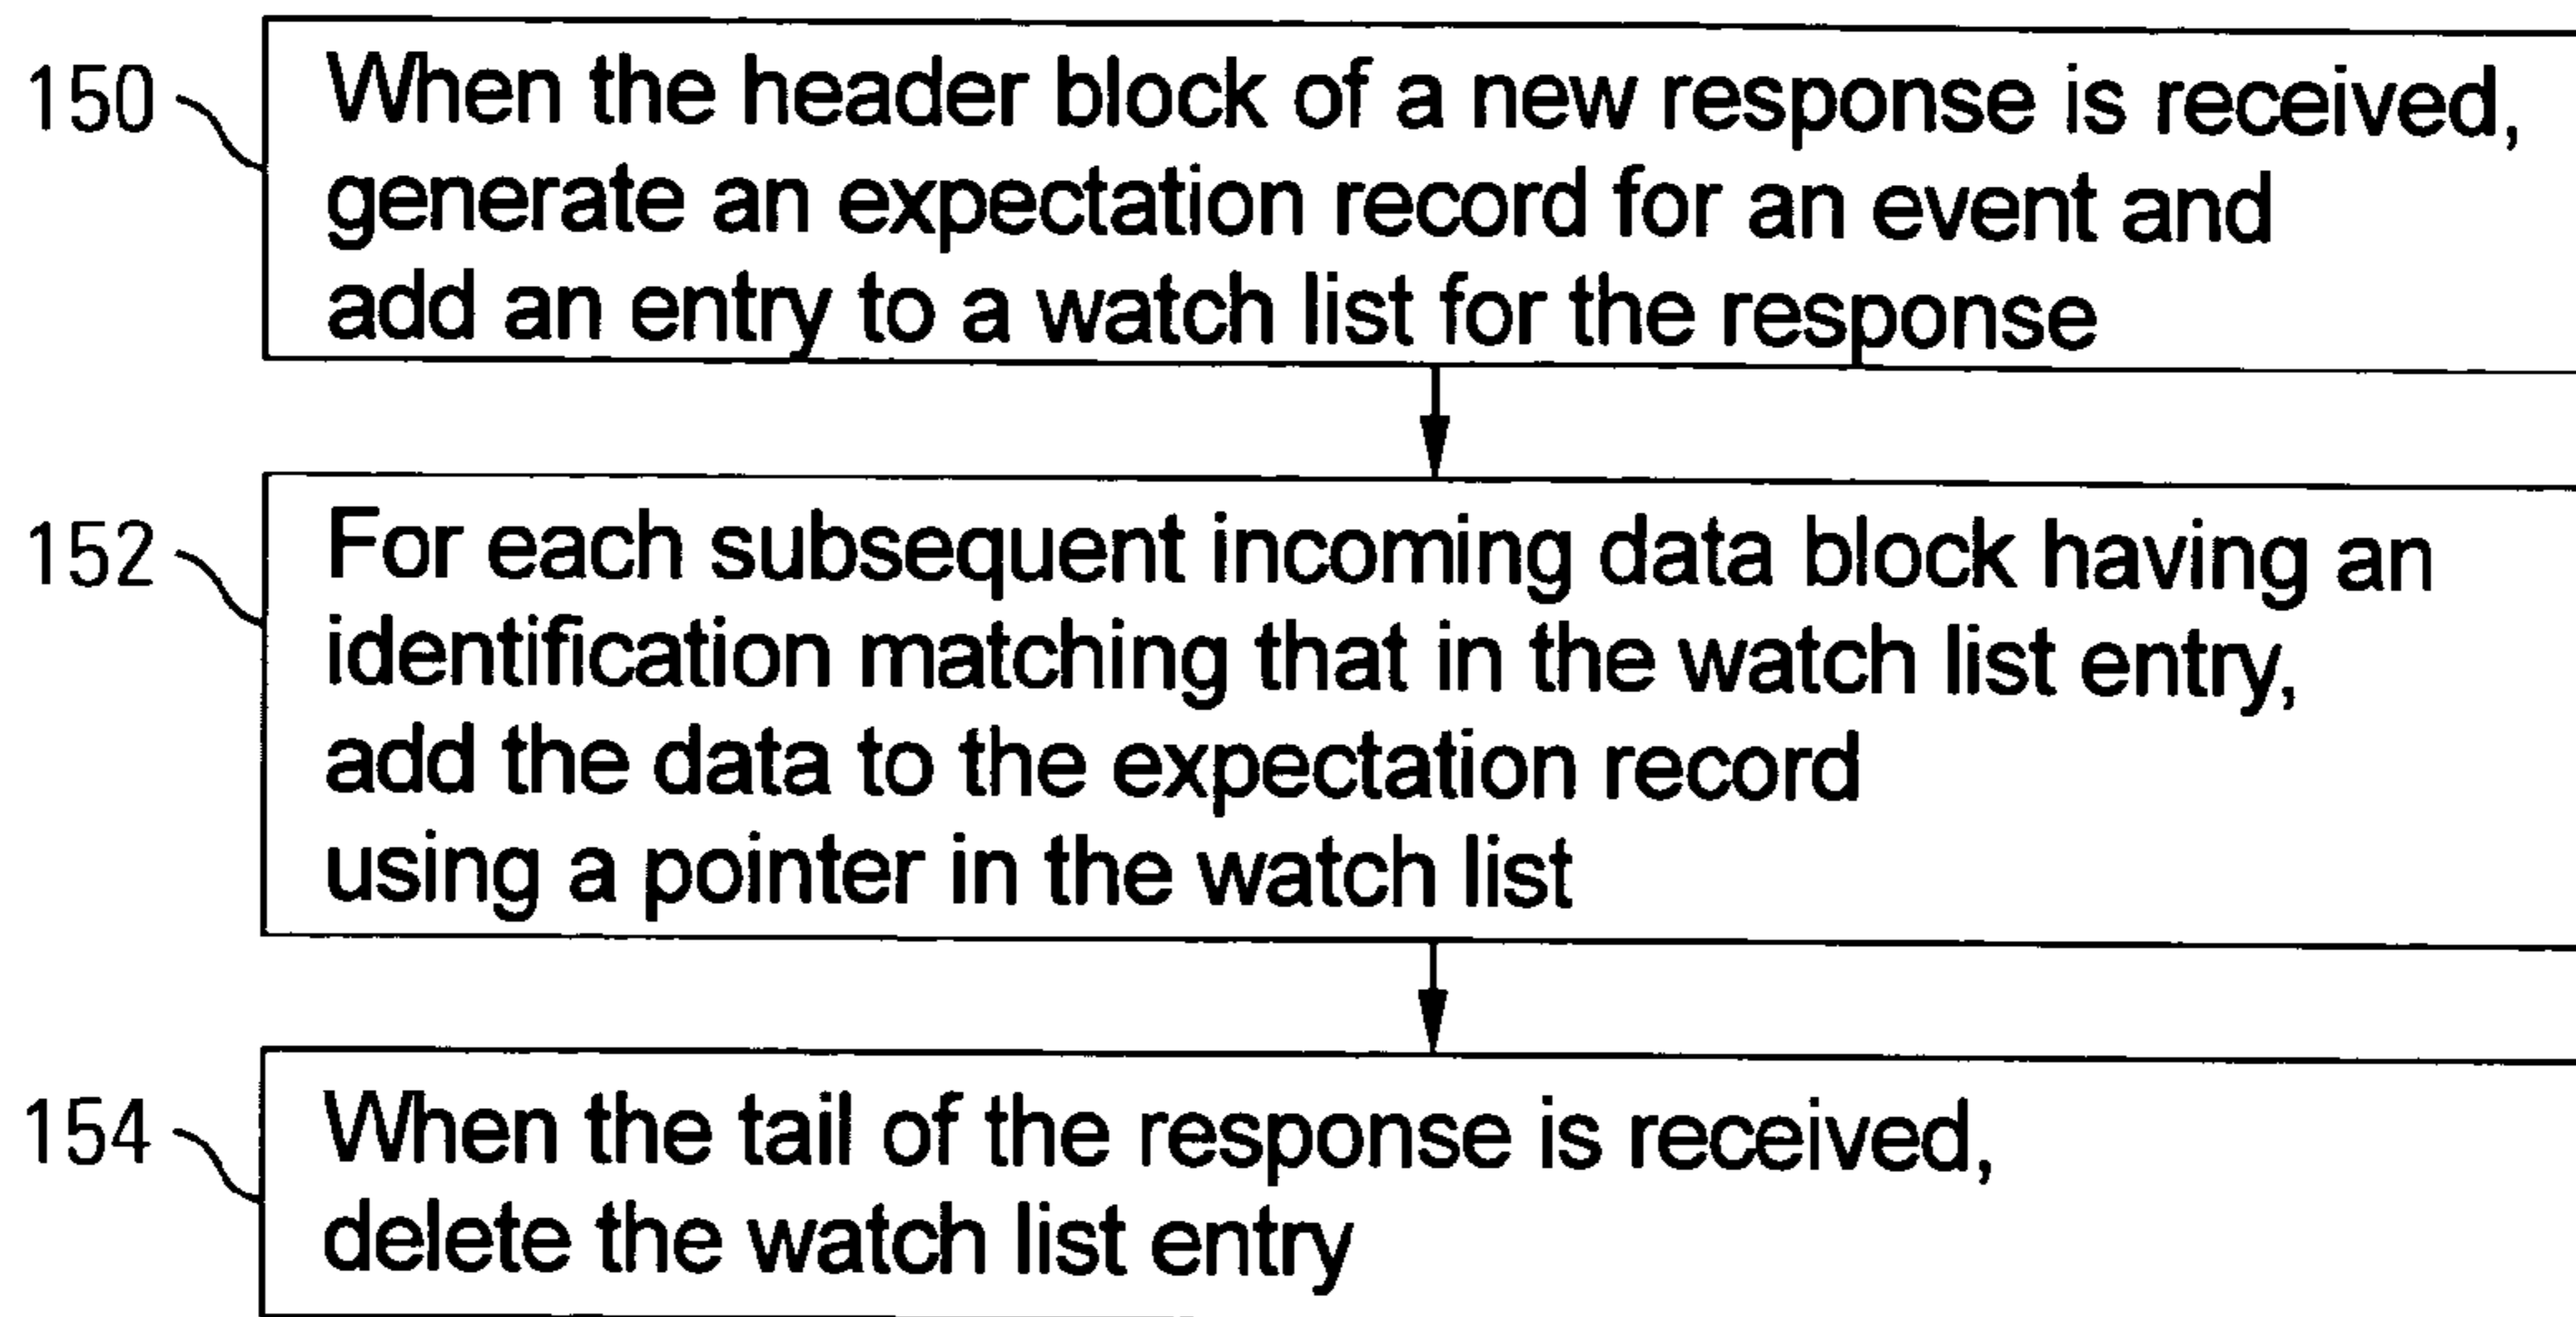 150
When the header block of a new response is received,
generate an expectation record for an event and
add an entry to a watch list for the response
152
For each subsequent incoming data block having an
identification matching that in the watch list entry,
add the data to the expectation record
using a pointer in the watch list
154
When the tail of the response is received,
delete the watch list entry